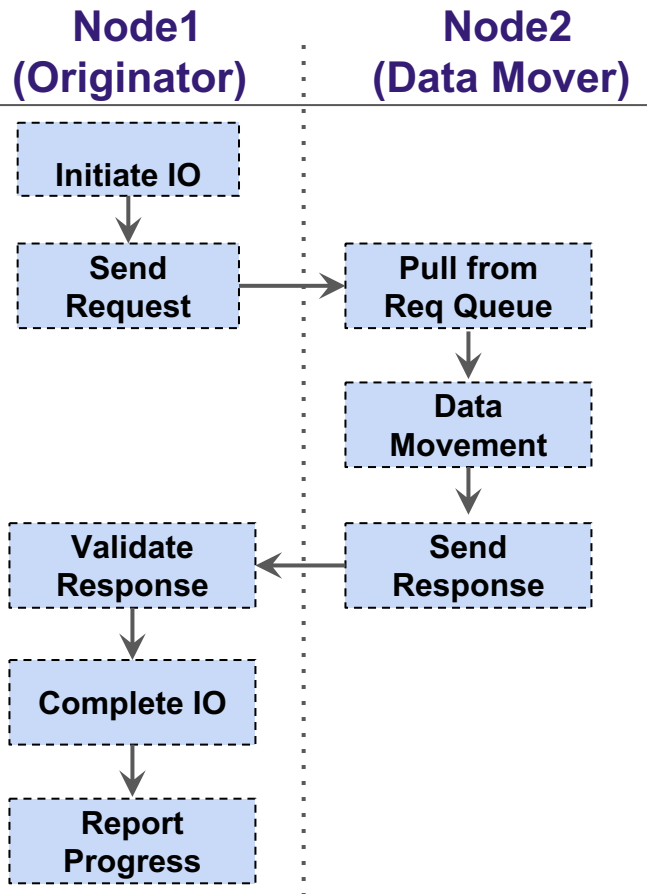 Node1
(Originator)
Node2
(Data Mover)
Initiate IO
Send
Request
Pull from
Req Queue
Data
Movement
Validate
Response
Send
Response
Complete IO
Report
Progress